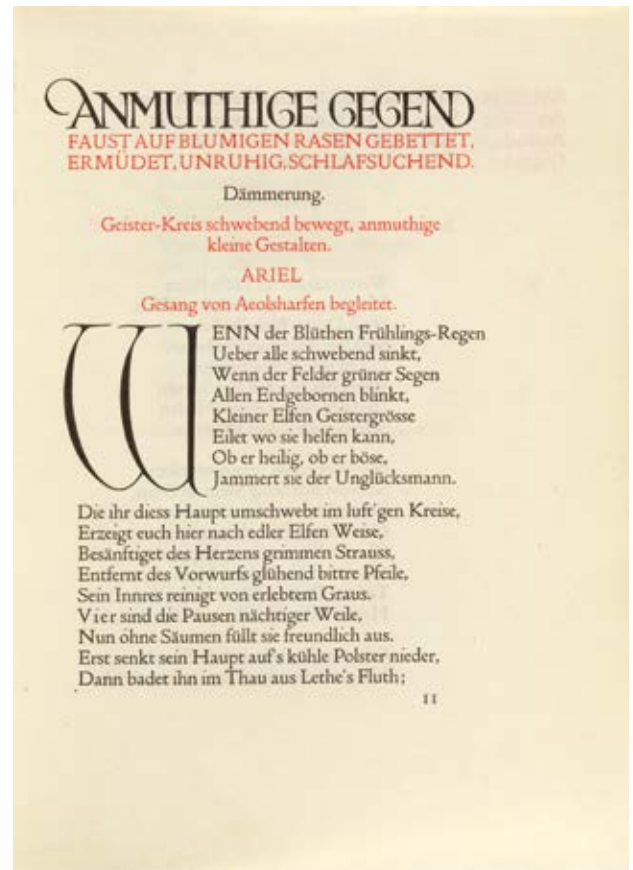 ANMUTHIGE GEGEND
FAUST AUF BLUMIGEN RASEN GEBETTET,
ERMÜDET, UNRUHIG, SCHLAFSUCHEND.
Dämmerung.
Geister-Kreis schwebend bewegt, anmuthige
kleine Gestalten.
ARIEL
Gesang von Aeolsharfen begleitet.
WENN der Blüthen Frühlings-Regen
Ueber alle schwebend sinkt,
Wenn der Felder grüner Segen
Allen Erdgebornen blinkt,
Kleiner Elfen Geistergrösse
Eilet wo sie helfen kann,
Ob er heilig, ob er böse,
Jammert sie der Unglücksmann.
Die ihr diess Haupt umschwebt im luft'gen Kreise,
Erzeigt euch hier nach edler Elfen Weise,
Besänftiget des Herzens grimmen Strauss,
Entfernt des Vorwurfs glühend bittre Pfeile,
Sein Innres reinigt von erlebtem Graus.
Vier sind die Pausen nächtiger Weile,
Nun ohne Säumen füllt sie freundlich aus.
Erst senkt sein Haupt auf's kühle Polster nieder,
Dann badet ihn im Thau aus Lethe's Fluth;
11